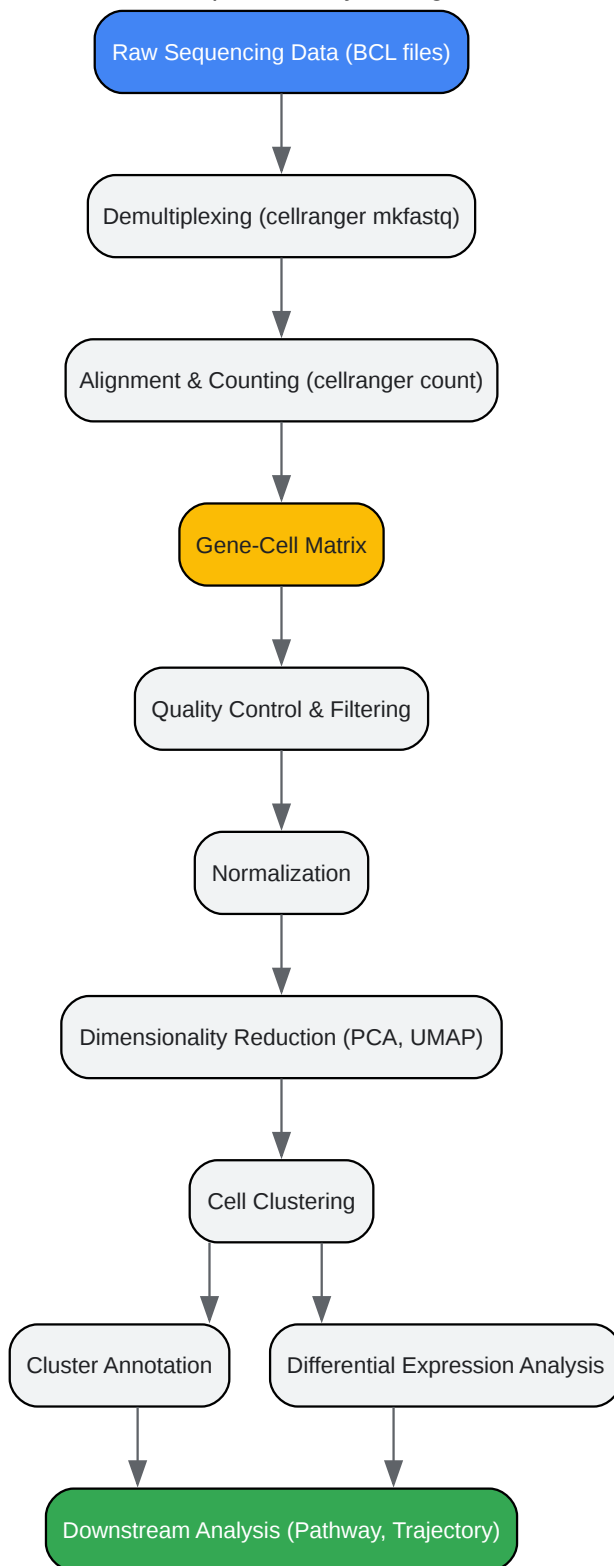 Raw Sequencing Data (BCL files)
Demultiplexing (cellranger mkfastq)
Alignment & Counting (cellranger count)
Gene-Cell Matrix
Quality Control & Filtering
Normalization
Dimensionality Reduction (PCA, UMAP)
Cell Clustering
Cluster Annotation
Differential Expression Analysis
Downstream Analysis (Pathway, Trajectory)